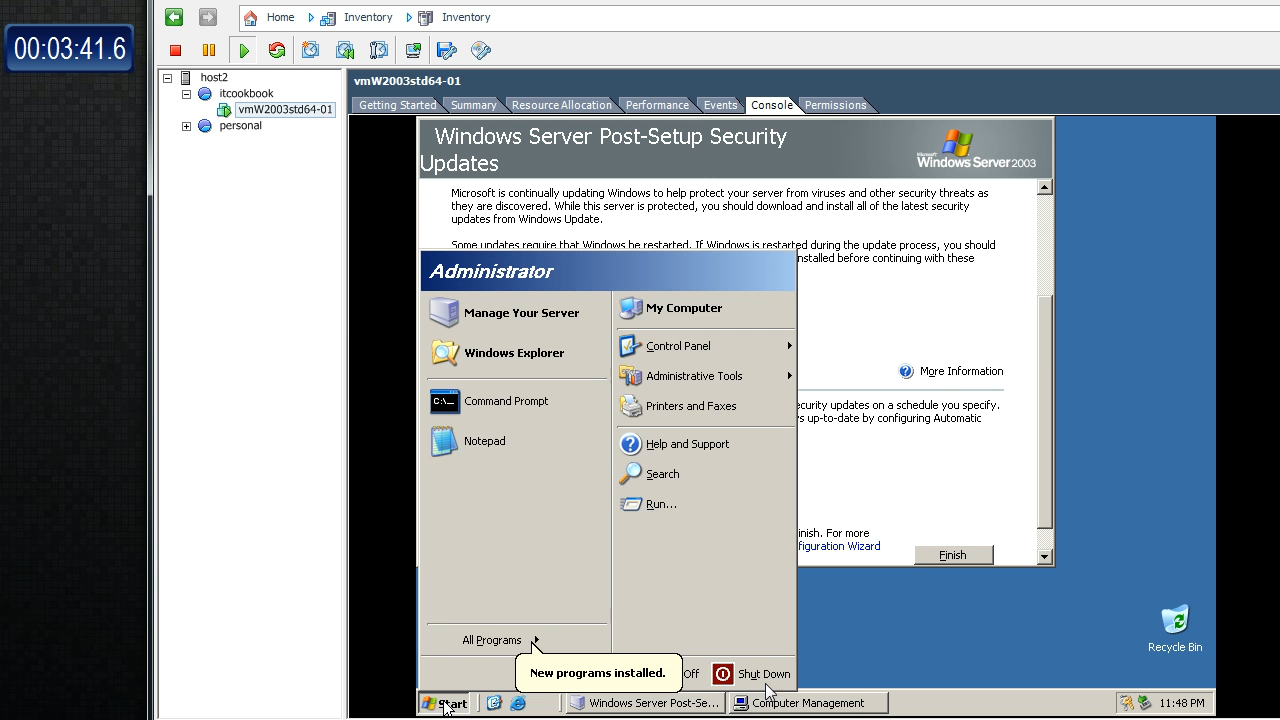 00:03:41.6
Home
Inventory
Inventory
host2
itcookbook
vmW2003std64-01
personal
vmW2003std64-01
Getting Started
Summary
Resource Allocation
Performance
Events
Console
Permissions
Windows Server Post-Setup Security
Updates
Microsoft
Windows Server 2003
Microsoft is continually updating Windows to help protect your server from viruses and other security threats as
they are discovered. While this server is protected, you should download and install all of the latest security
updates from Windows Update.
Some updates require that Windows be restarted. If Windows is restarted during the update process, you should
installed before continuing with these
More Information
ecurity updates on a schedule you specify.
s up-to-date by configuring Automatic
inish. For more
figuration Wizard
Finish
Administrator
Manage Your Server
Windows Explorer
Command Prompt
C:\_
Notepad
All Programs
My Computer
Control Panel
Administrative Tools
Printers and Faxes
Help and Support
Search
Run...
New programs installed.
Off
Shut Down
Recycle Bin
Start
Windows Server Post-Se...
Computer Management
11:48 PM